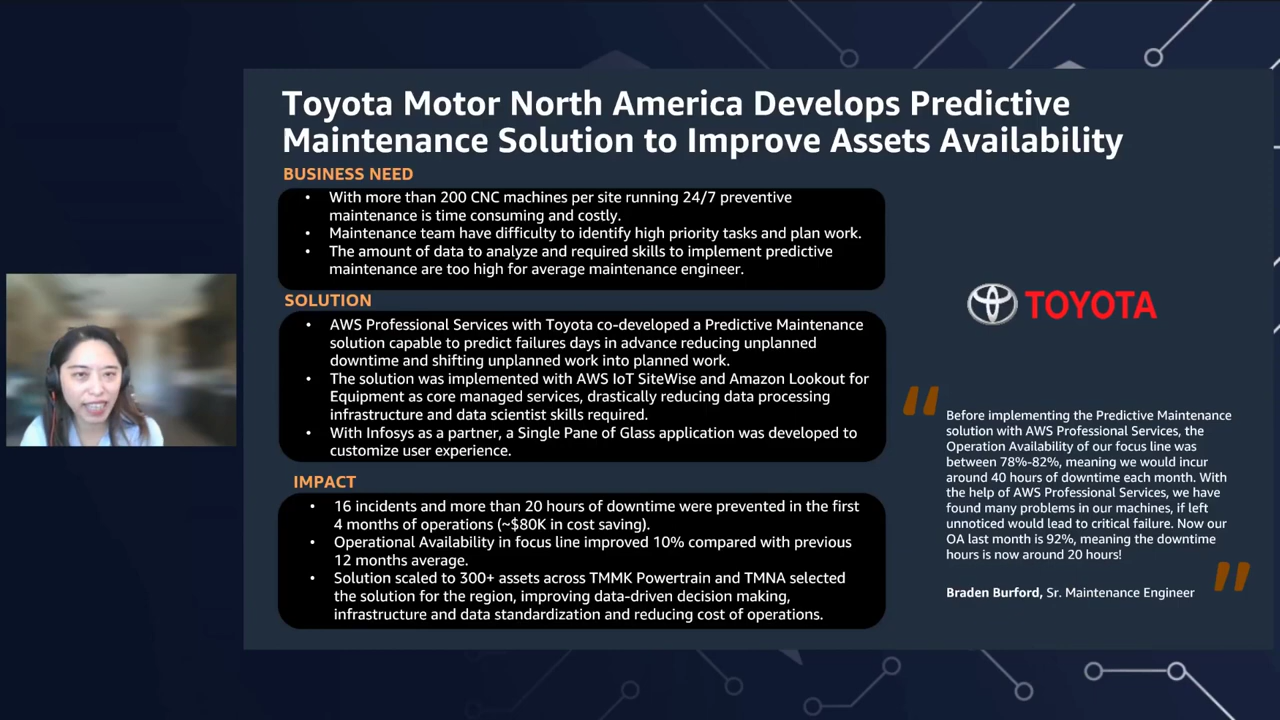 Toyota Motor North America Develops Predictive
Maintenance Solution to Improve Assets Availability
BUSINESS NEED
• With more than 200 CNC machines per site running 24/7 preventive
maintenance is time consuming and costly.
• Maintenance team have difficulty to identify high priority tasks and plan work.
• The amount of data to analyze and required skills to implement predictive
maintenance are too high for average maintenance engineer.
SOLUTION
• AWS Professional Services with Toyota co-developed a Predictive Maintenance
solution capable to predict failures days in advance reducing unplanned
downtime and shifting unplanned work into planned work.
• The solution was implemented with AWS IoT SiteWise and Amazon Lookout for
Equipment as core managed services, drastically reducing data processing
infrastructure and data scientist skills required.
• With Infosys as a partner, a Single Pane of Glass application was developed to
customize user experience.
IMPACT
• 16 incidents and more than 20 hours of downtime were prevented in the first
4 months of operations (~$80K in cost saving).
• Operational Availability in focus line improved 10% compared with previous
12 months average.
• Solution scaled to 300+ assets across TMMK Powertrain and TMNA selected
the solution for the region, improving data-driven decision making,
infrastructure and data standardization and reducing cost of operations.
TOYOTA
“
Before implementing the Predictive Maintenance
solution with AWS Professional Services, the
Operation Availability of our focus line was
between 78%-82%, meaning we would incur
around 40 hours of downtime each month. With
the help of AWS Professional Services, we have
found many problems in our machines, if left
unnoticed would lead to critical failure. Now our
OA last month is 92%, meaning the downtime
hours is now around 20 hours!
”
Braden Burford, Sr. Maintenance Engineer